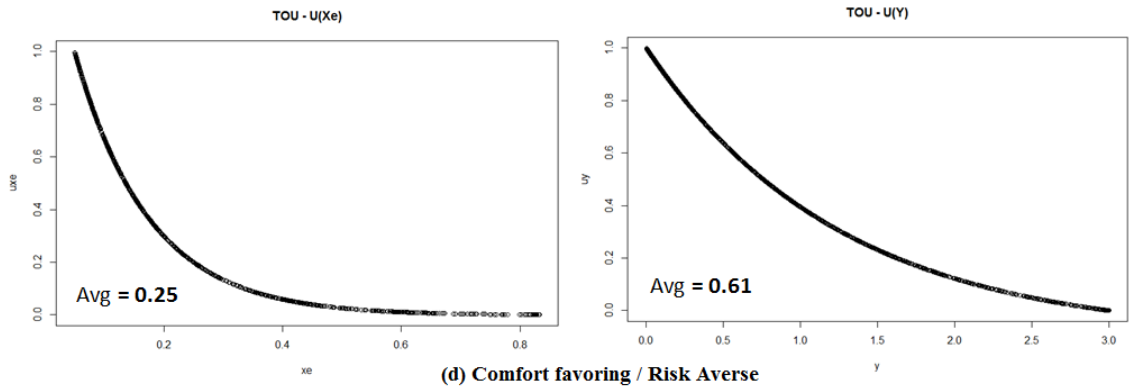 TOU - U(Xe)
uxe
1.0
0.8
0.6
0.4
0.2
0.0
Avg = 0.25
0.2 0.4 0.6 0.8
xe
TOU - U(Y)
uy
1.0
0.8
0.6
0.4
0.2
0.0
Avg = 0.61
0.0 0.5 1.0 1.5 2.0 2.5 3.0
y
(d) Comfort favoring / Risk Averse